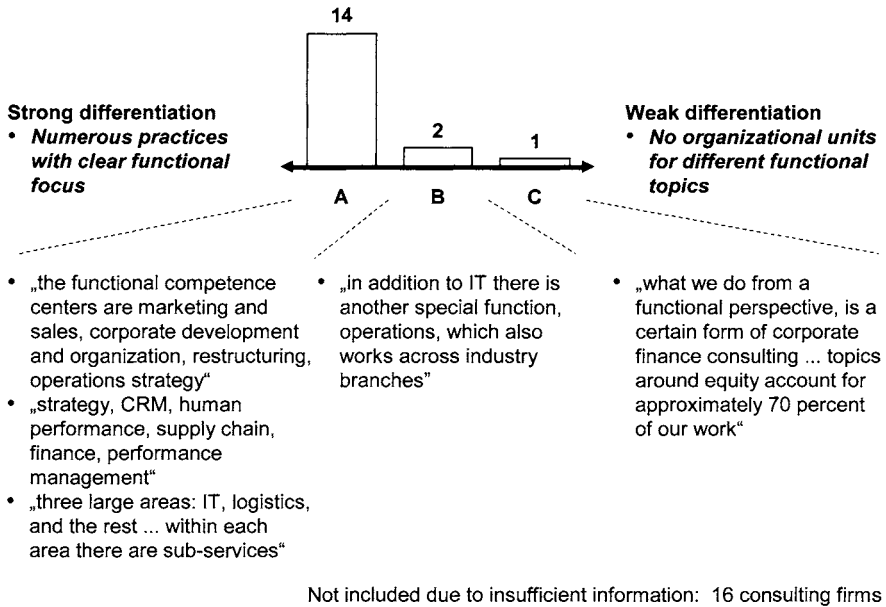 14
Strong differentiation
• Numerous practices
with clear functional
focus
2
1
Weak differentiation
• No organizational units
for different functional
topics
A
B
C
• „the functional competence
centers are marketing and
sales, corporate development
and organization, restructuring,
operations strategy“
• „strategy, CRM, human
performance, supply chain,
finance, performance
management“
• „three large areas: IT, logistics,
and the rest ... within each
area there are sub-services“
• „in addition to IT there is
another special function,
operations, which also
works across industry
branches”
• „what we do from a
functional perspective, is a
certain form of corporate
finance consulting ... topics
around equity account for
approximately 70 percent
of our work“
Not included due to insufficient information: 16 consulting firms